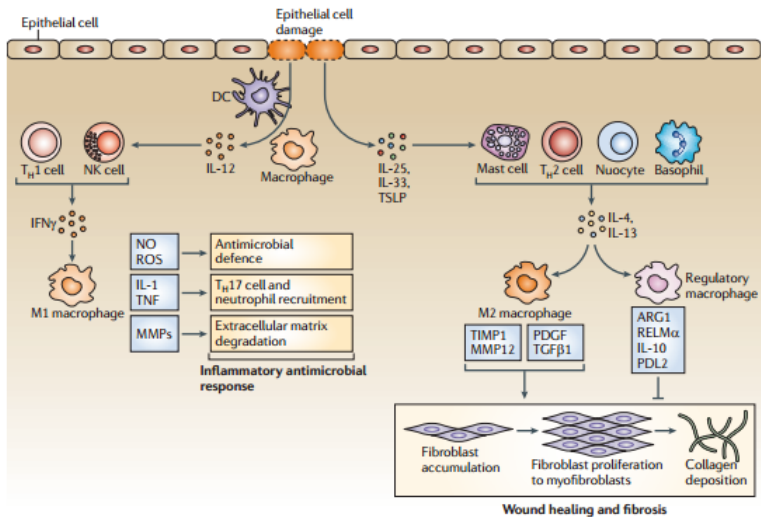 Epithelial cell
Epithelial cell
damage
DC
T_H1 cell
NK cell
IL-12
Macrophage
IL-25,
IL-33,
TSLP
Mast cell
T_H2 cell
Nuocyte
Basophil
IFNγ
M1 macrophage
NO
ROS
Antimicrobial
defence
IL-1
TNF
T_H17 cell and
neutrophil recruitment
MMPs
Extracellular matrix
degradation
Inflammatory antimicrobial
response
IL-4,
IL-13
M2 macrophage
Regulatory
macrophage
TIMP1
MMP12
PDGF
TGFβ1
ARG1
RELMα
IL-10
PDL2
Fibroblast
accumulation
Fibroblast proliferation
to myofibroblasts
Collagen
deposition
Wound healing and fibrosis